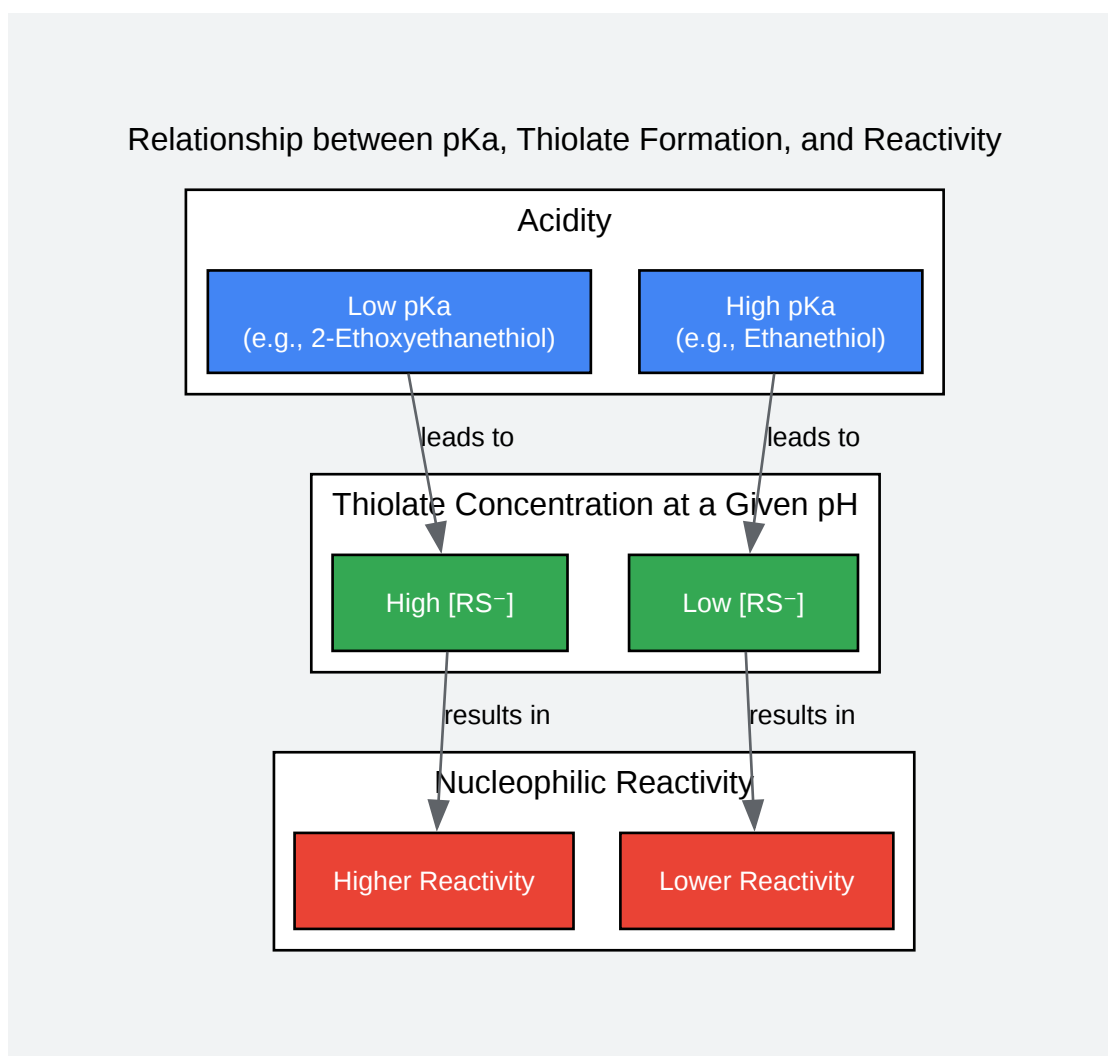 Relationship between pKa, Thiolate Formation, and Reactivity
Acidity
Low pKa
(e.g., 2-Ethoxyethanethiol)
High pKa
(e.g., Ethanethiol)
leads to
leads to
Thiolate Concentration at a Given pH
High [RS⁻]
Low [RS⁻]
results in
results in
Nucleophilic Reactivity
Higher Reactivity
Lower Reactivity